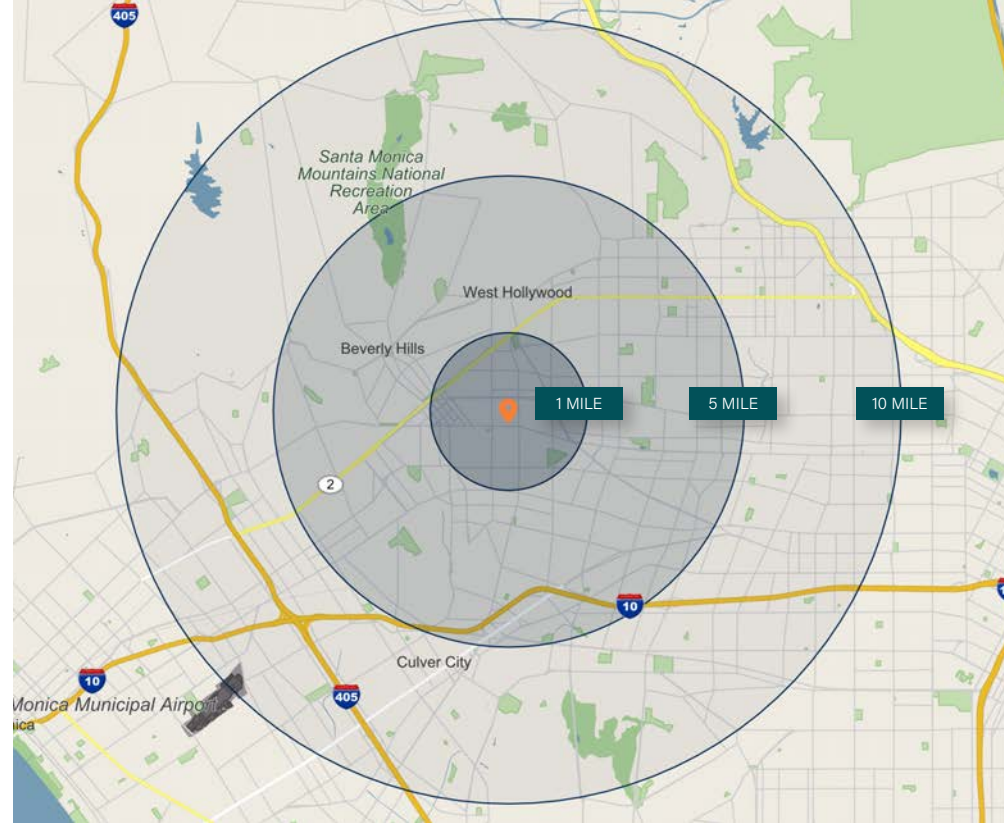 405
Santa Monica
Mountains National
Recreation
Area
West Hollywood
Beverly Hills
1 MILE
5 MILE
10 MILE
2
10
Culver City
10
405
Monica Municipal Airport
ica